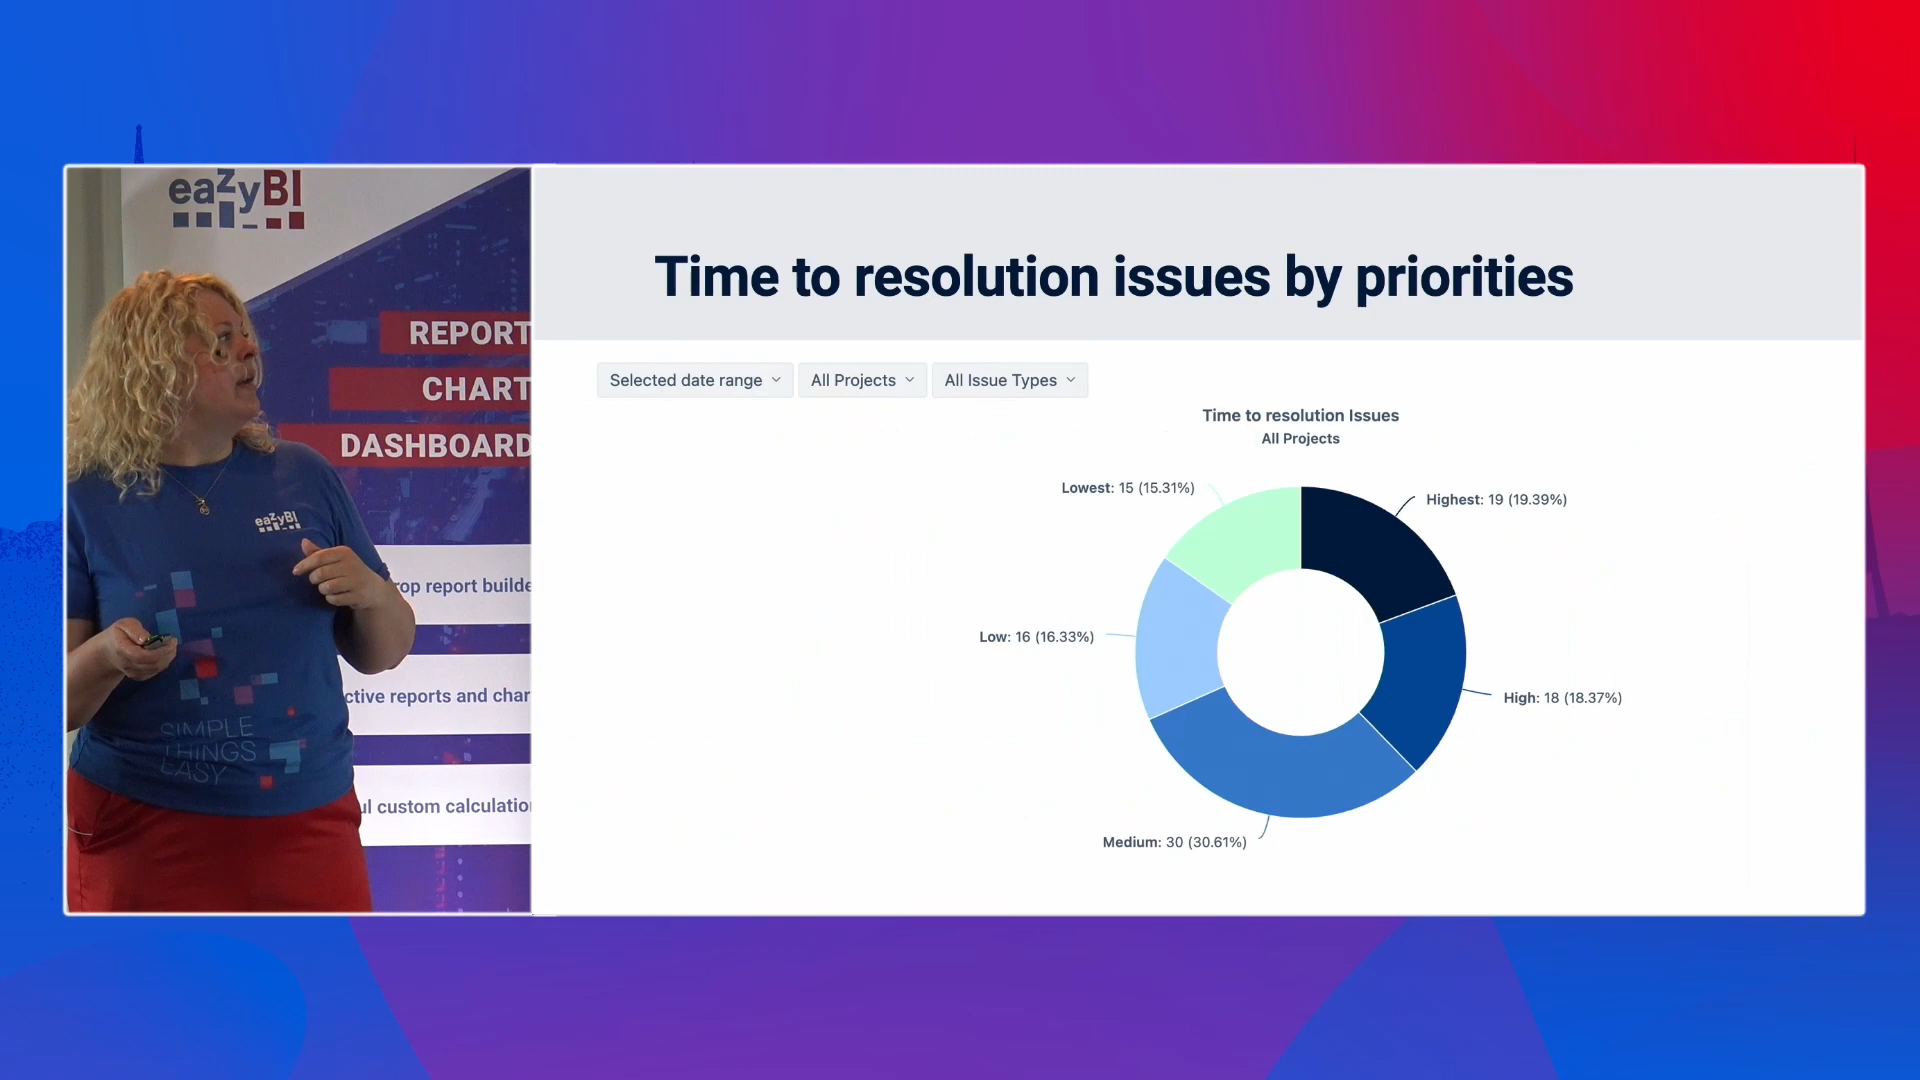 eazyBI
REPORT
CHART
DASHBOARD
eazyBI
rop report builde
ctive reports and char
ul custom calculatio
SIMPLE
THINGS
EASY
Time to resolution issues by priorities
Selected date range
All Projects
All Issue Types
Time to resolution Issues
All Projects
Lowest: 15 (15.31%)
Highest: 19 (19.39%)
Low: 16 (16.33%)
High: 18 (18.37%)
Medium: 30 (30.61%)